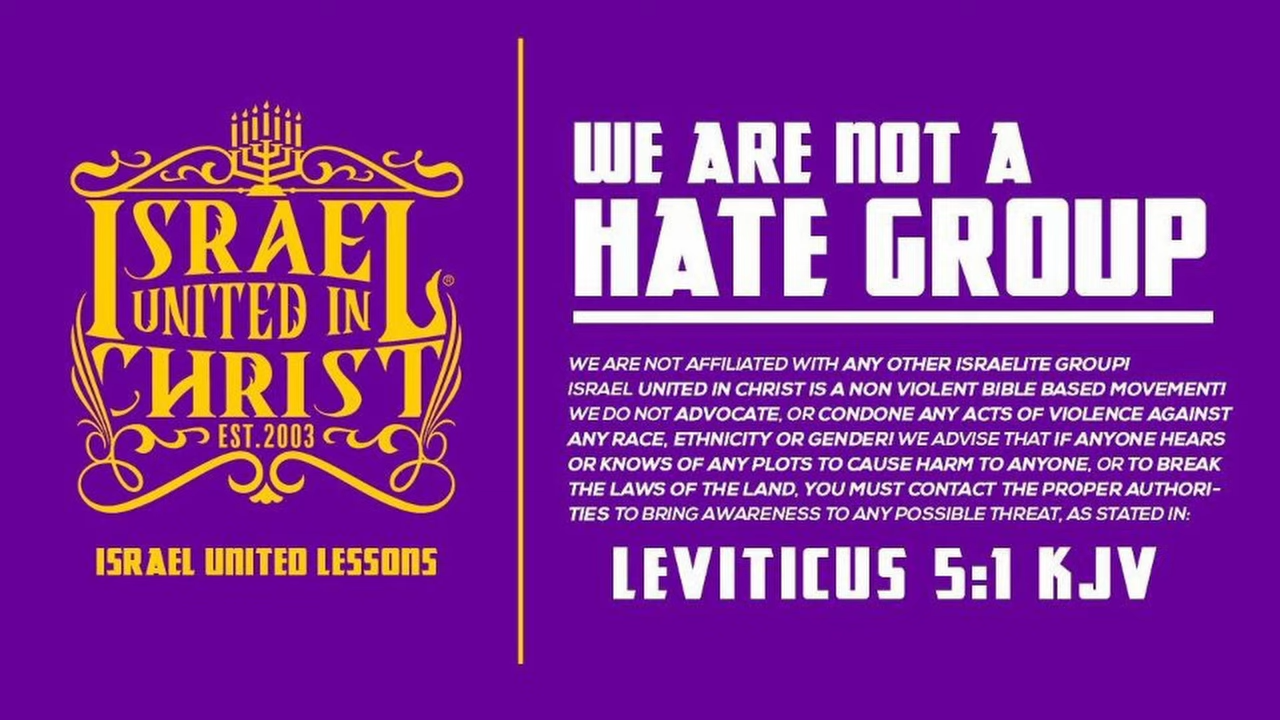 ISRAEL
UNITED IN
CHRIST
®
EST. 2003
ISRAEL UNITED LESSONS
WE ARE NOT A
HATE GROUP
WE ARE NOT AFFILIATED WITH ANY OTHER ISRAELITE GROUP!
ISRAEL UNITED IN CHRIST IS A NON VIOLENT BIBLE BASED MOVEMENT!
WE DO NOT ADVOCATE, OR CONDONE ANY ACTS OF VIOLENCE AGAINST
ANY RACE, ETHNICITY OR GENDER! WE ADVISE THAT IF ANYONE HEARS
OR KNOWS OF ANY PLOTS TO CAUSE HARM TO ANYONE, OR TO BREAK
THE LAWS OF THE LAND, YOU MUST CONTACT THE PROPER AUTHORI-
TIES TO BRING AWARENESS TO ANY POSSIBLE THREAT, AS STATED IN:
LEVITICUS 5:1 KJV